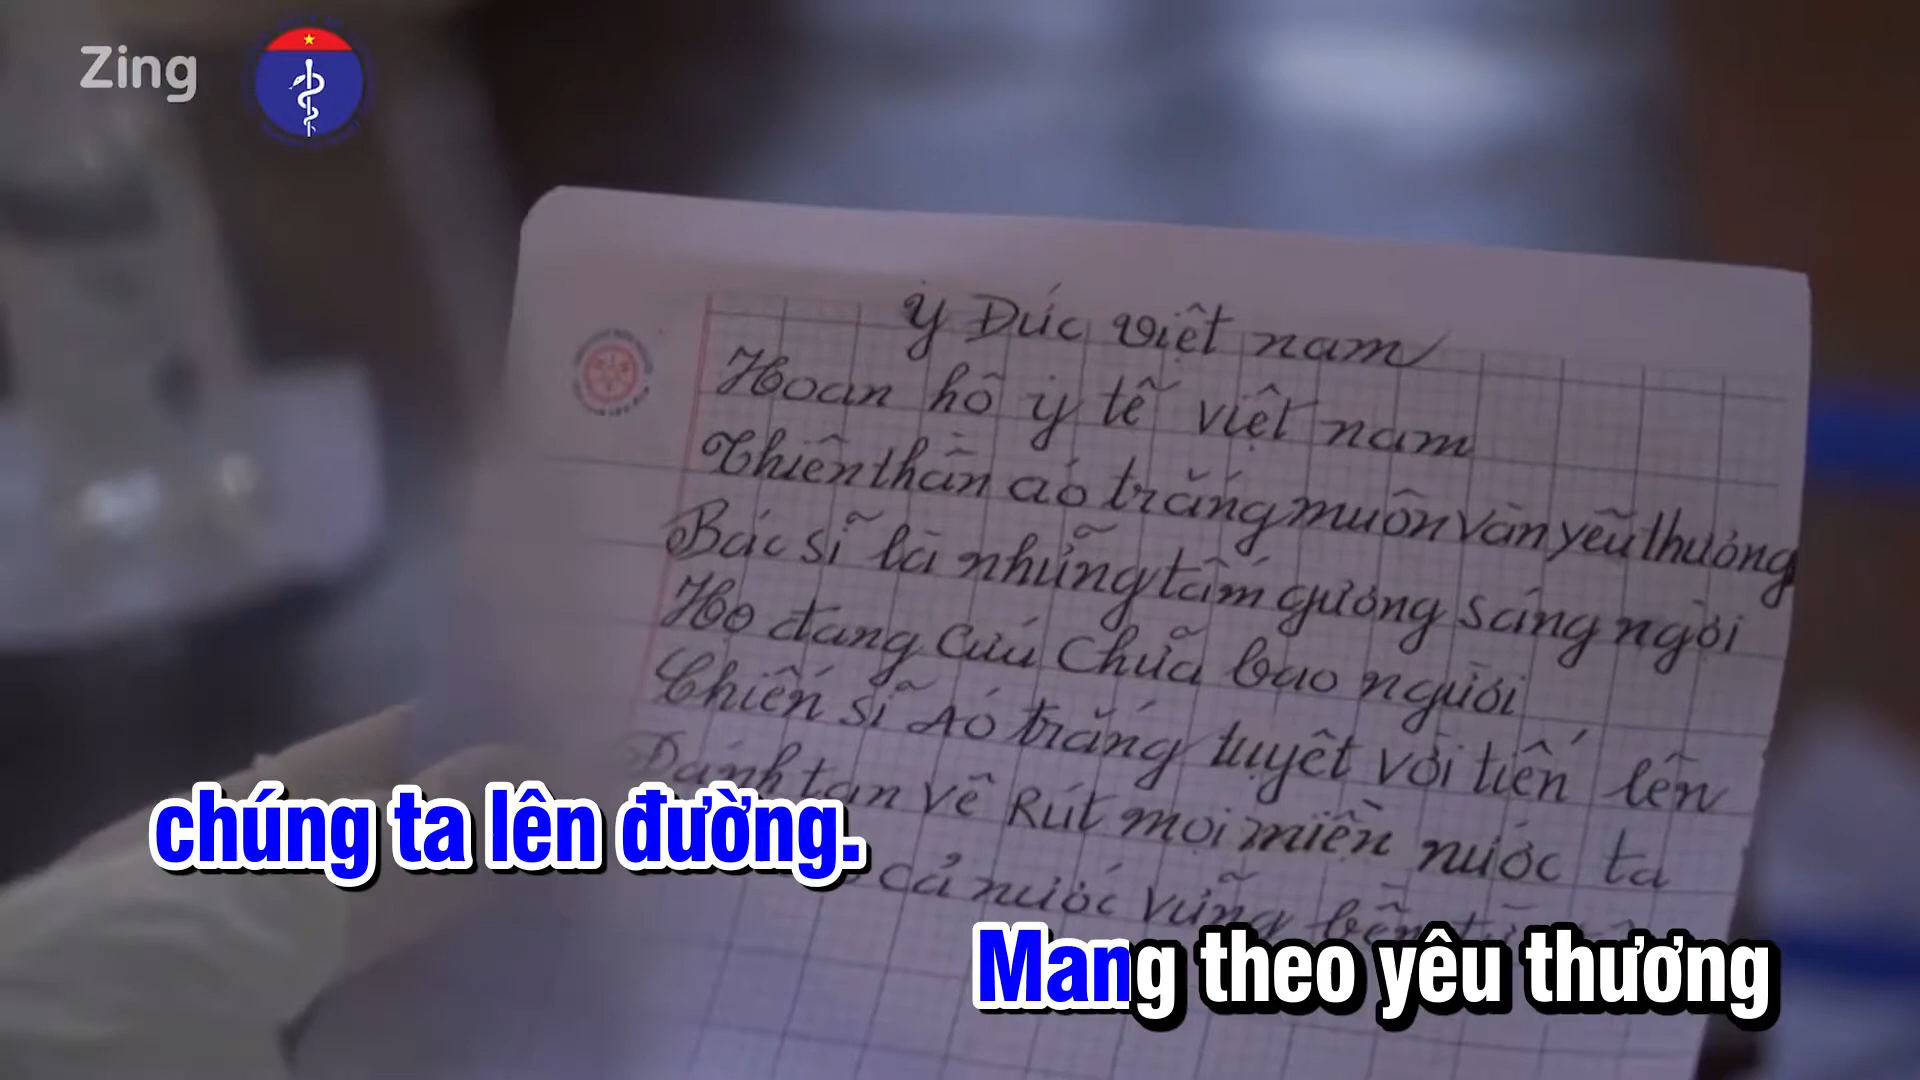 Zing
y Đức việt nam
Hoan hô y tế việt nam
Thiên thần áo trắng muôn vàn yêu thương
Bác sĩ là những tấm gương sáng ngời
Họ đang cứu chữa bao người
Chiến sĩ Áo trắng tuyệt vời tiến lên
Đánh tan vê Rút mọi miền nước ta
cả nước vững bền
chúng ta lên đường.
Mang theo yêu thương